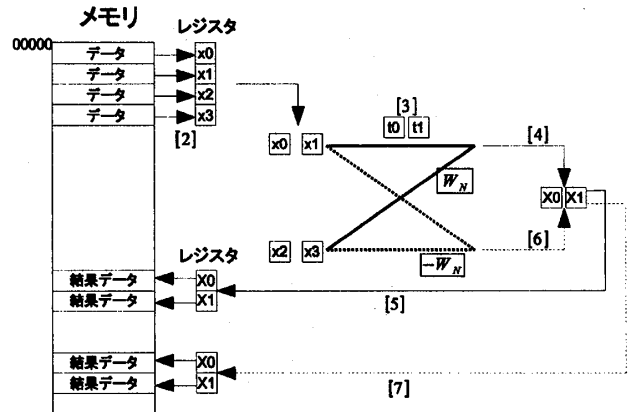 メモリ
レジスタ
00000
データ x0
データ x1
データ x2
データ x3
[2]
[3]
t0 t1
x0 x1
[4]
W_N
X0 X1
x2 x3
[6]
-W_N
レジスタ
結果データ X0
結果データ X1
[5]
結果データ X0
結果データ X1
[7]